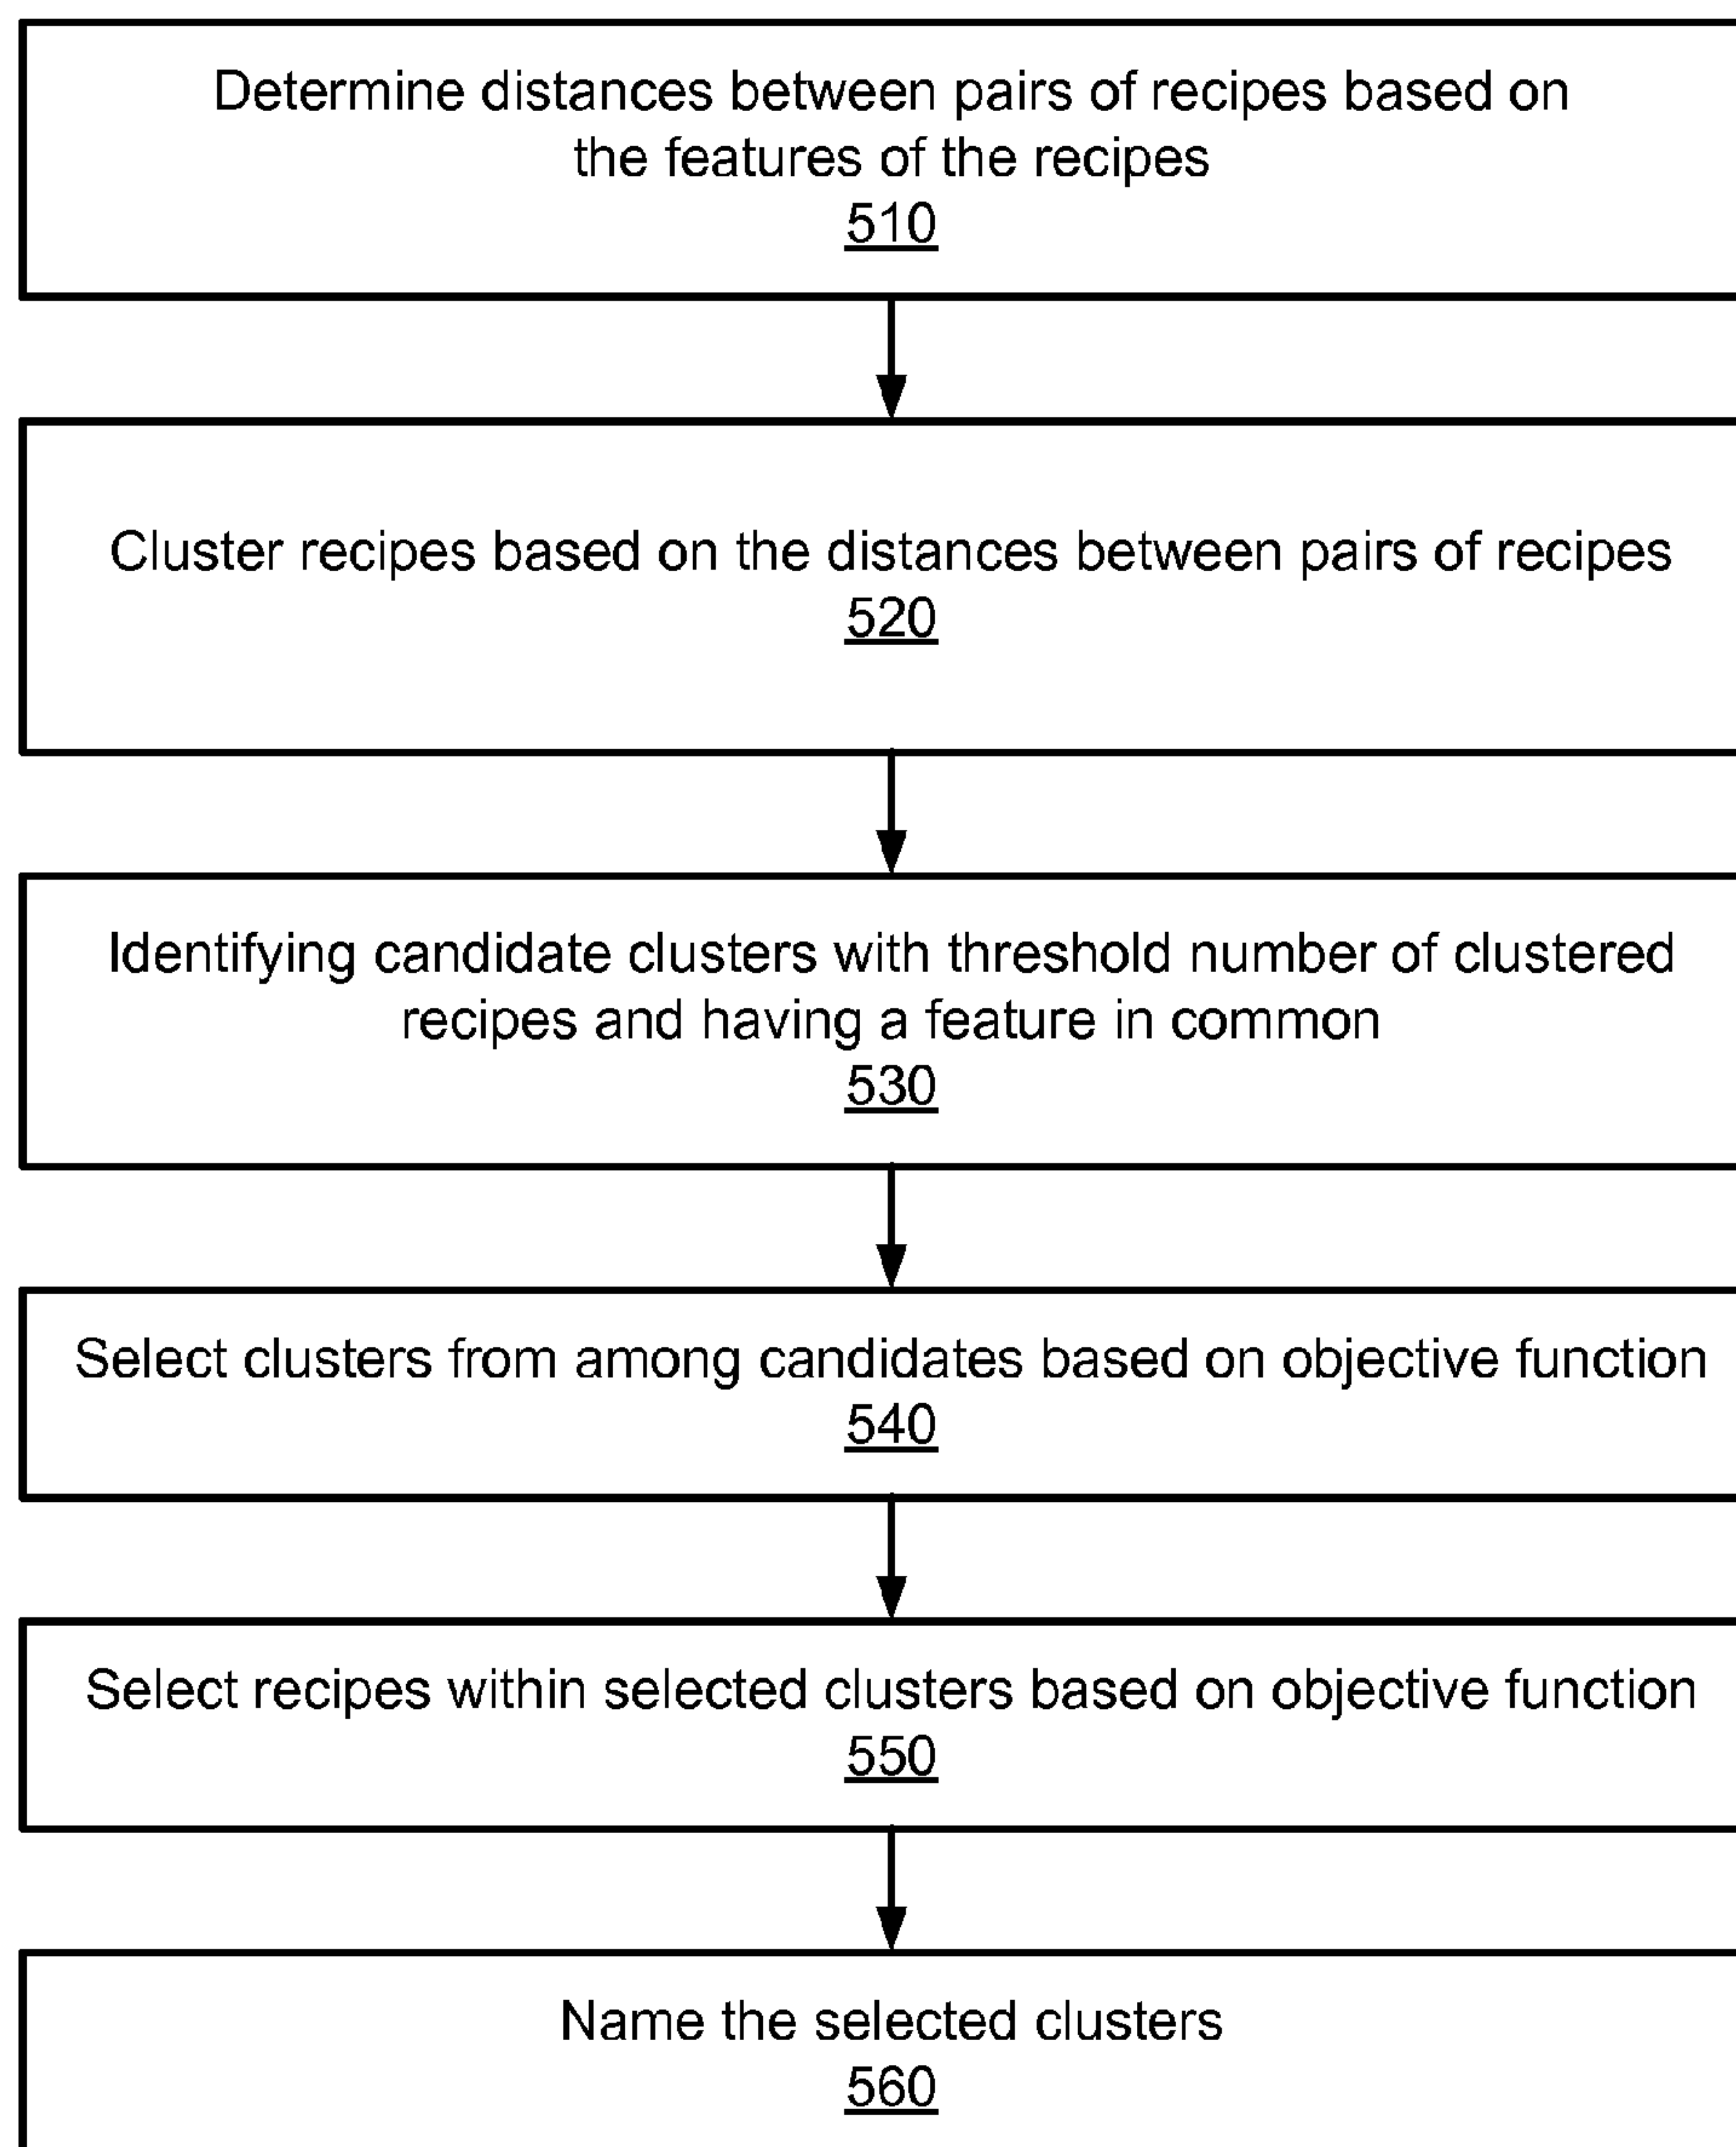 Determine distances between pairs of recipes based on
the features of the recipes
510
Cluster recipes based on the distances between pairs of recipes
520
Identifying candidate clusters with threshold number of clustered
recipes and having a feature in common
530
Select clusters from among candidates based on objective function
540
Select recipes within selected clusters based on objective function
550
Name the selected clusters
560